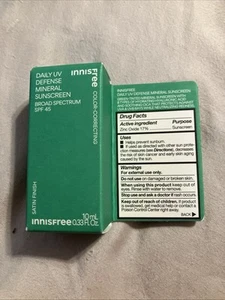 innisfree
DAILY UV
DEFENSE
MINERAL
SUNSCREEN
BROAD SPECTRUM
SPF 45
COLOR-CORRECTING
SATIN FINISH
10 mL
innisfree 0.33 FL.OZ.
INNISFREE
DAILY UV DEFENSE MINERAL SUNSCREEN
Drug Facts
Active ingredient Purpose
Zinc Oxide 17% Sunscreen
Uses
• Helps prevent sunburn.
• If used as directed with other sun protection
measures (see Directions), decreases
the risk of skin cancer and early skin aging
caused by the sun.
Warnings
For external use only.
Do not use on damaged or broken skin.
When using this product keep out of
eyes. Rinse with water to remove.
Stop use and ask a doctor if rash occurs.
Keep out of reach of children. If product
is swallowed, get medical help or contact a
Poison Control Center right away.
BACK